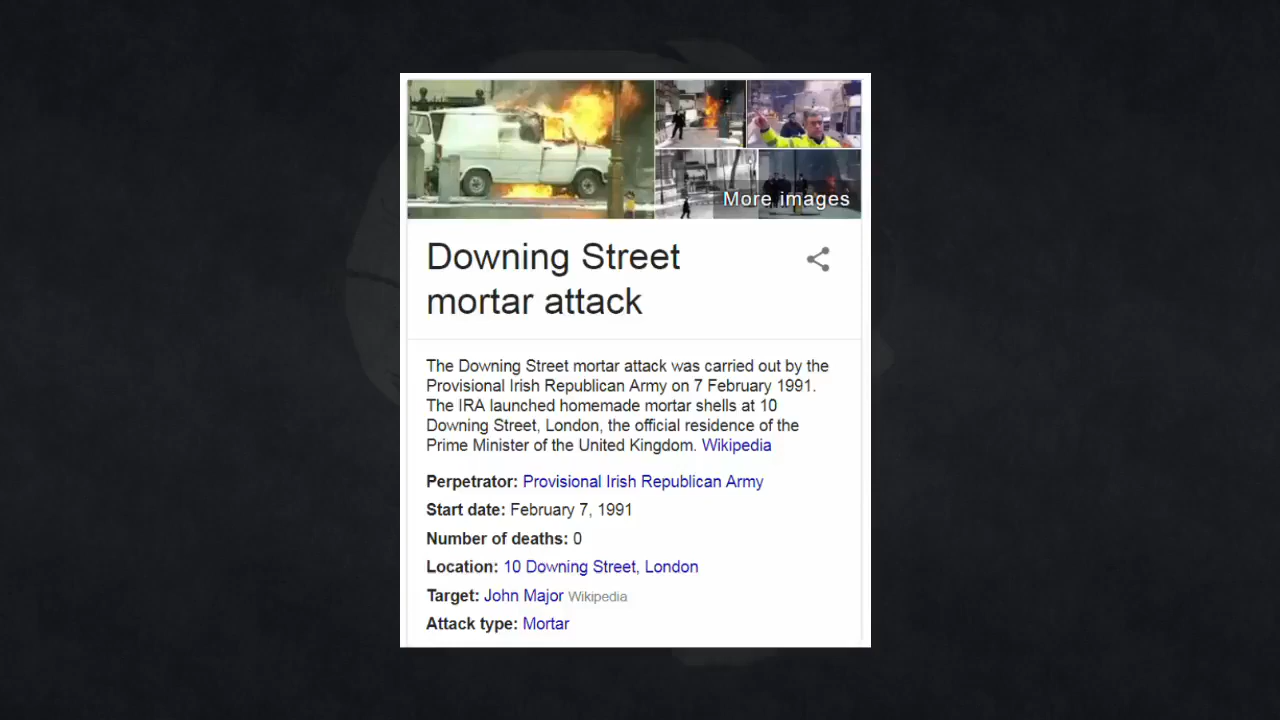 More images
Downing Street
mortar attack
The Downing Street mortar attack was carried out by the
Provisional Irish Republican Army on 7 February 1991.
The IRA launched homemade mortar shells at 10
Downing Street, London, the official residence of the
Prime Minister of the United Kingdom. Wikipedia
Perpetrator: Provisional Irish Republican Army
Start date: February 7, 1991
Number of deaths: 0
Location: 10 Downing Street, London
Target: John Major Wikipedia
Attack type: Mortar